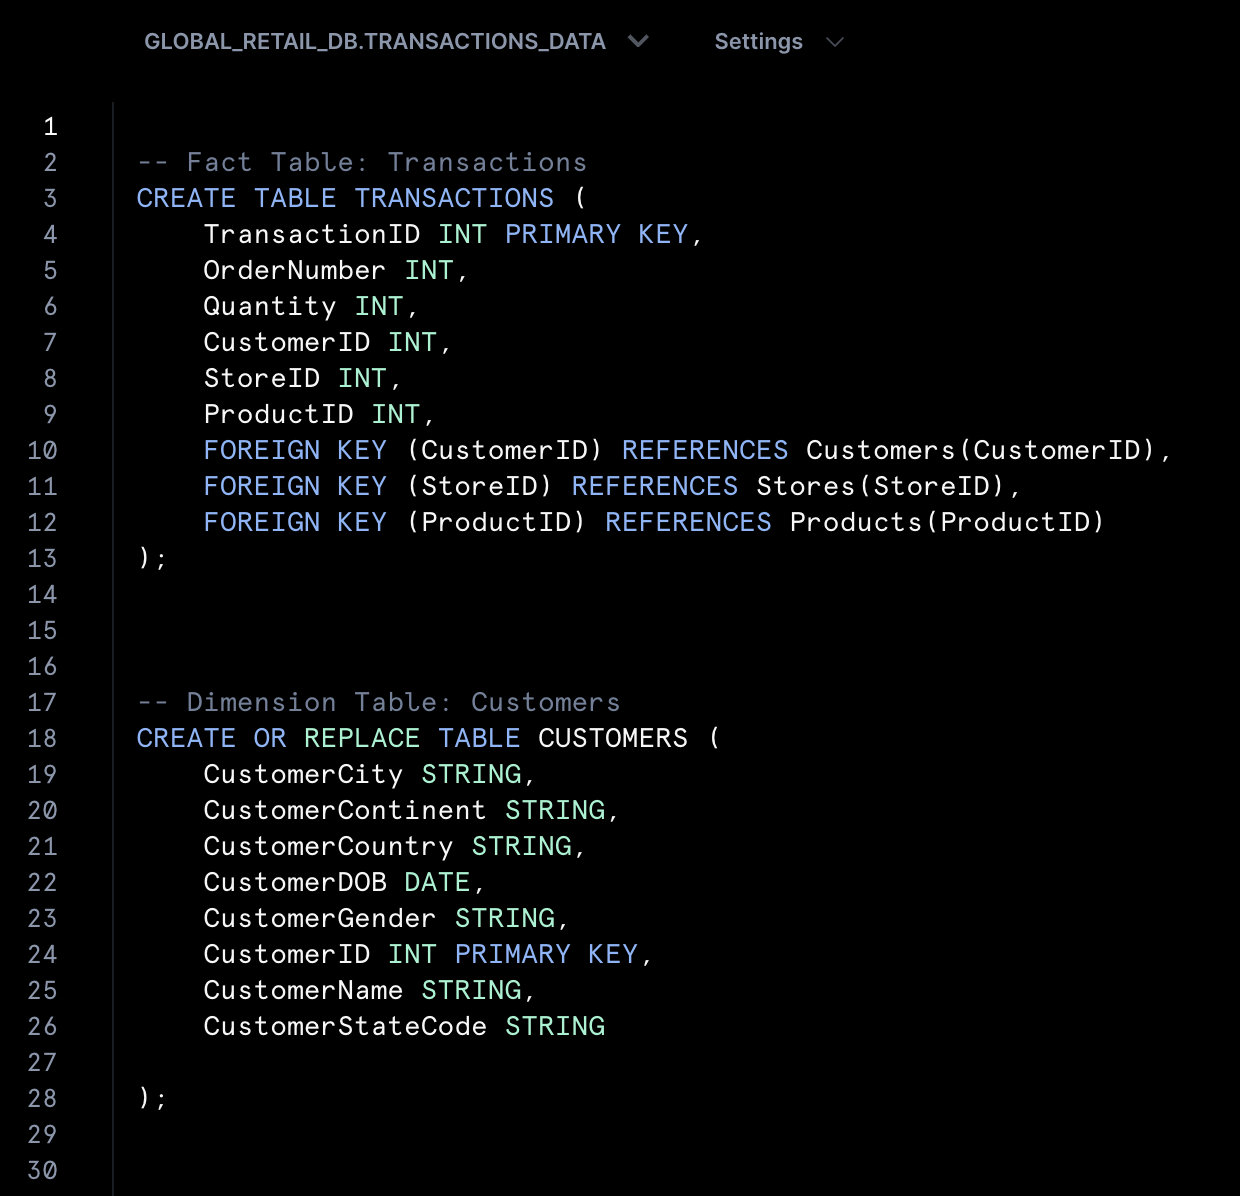 GLOBAL_RETAIL_DB.TRANSACTIONS_DATA Settings
1
2 -- Fact Table: Transactions
3 CREATE TABLE TRANSACTIONS (
4     TransactionID INT PRIMARY KEY,
5     OrderNumber INT,
6     Quantity INT,
7     CustomerID INT,
8     StoreID INT,
9     ProductID INT,
10     FOREIGN KEY (CustomerID) REFERENCES Customers(CustomerID),
11     FOREIGN KEY (StoreID) REFERENCES Stores(StoreID),
12     FOREIGN KEY (ProductID) REFERENCES Products(ProductID)
13 );
14
15
16
17 -- Dimension Table: Customers
18 CREATE OR REPLACE TABLE CUSTOMERS (
19     CustomerCity STRING,
20     CustomerContinent STRING,
21     CustomerCountry STRING,
22     CustomerDOB DATE,
23     CustomerGender STRING,
24     CustomerID INT PRIMARY KEY,
25     CustomerName STRING,
26     CustomerStateCode STRING
27
28 );
29
30